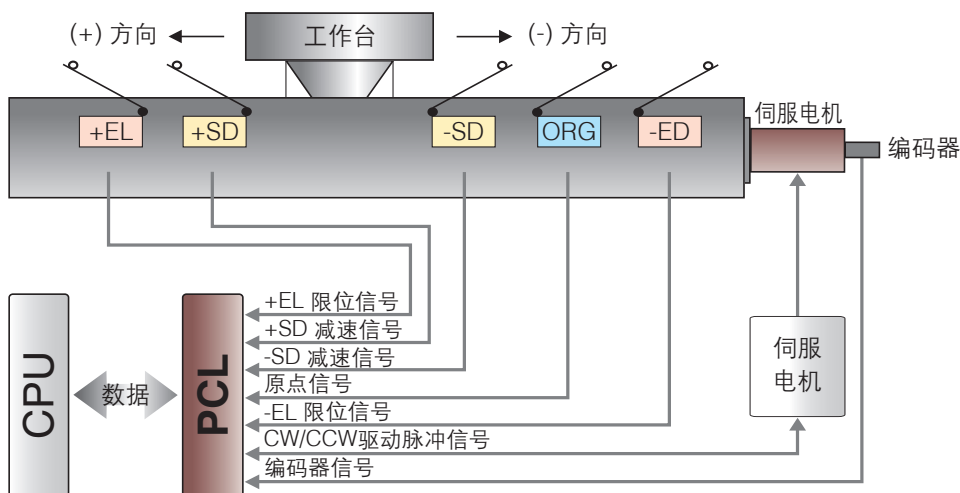 (+) 方向
工作台
(-) 方向
+EL
+SD
-SD
ORG
-ED
伺服电机
编码器
+EL 限位信号
+SD 减速信号
-SD 减速信号
原点信号
-EL 限位信号
CW/CCW驱动脉冲信号
编码器信号
CPU
数据
PCL
伺服
电机